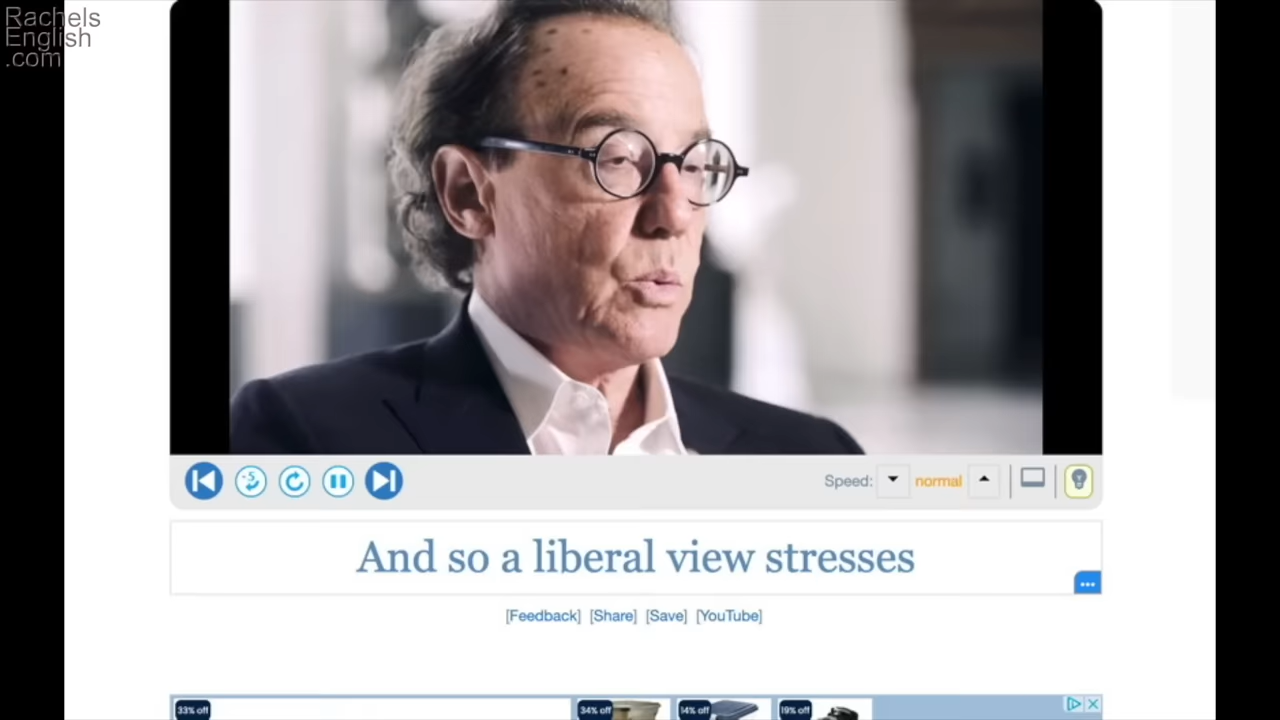 Rachels
English
.com
Speed: normal
And so a liberal view stresses
[Feedback] [Share] [Save] [YouTube]
33% off
34% off
14% off
19% off